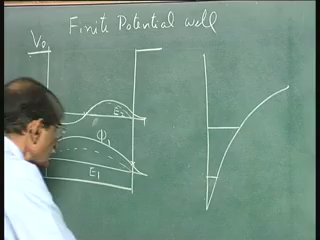 Finite Potential well
V₀
E₂
φ₁
E₁